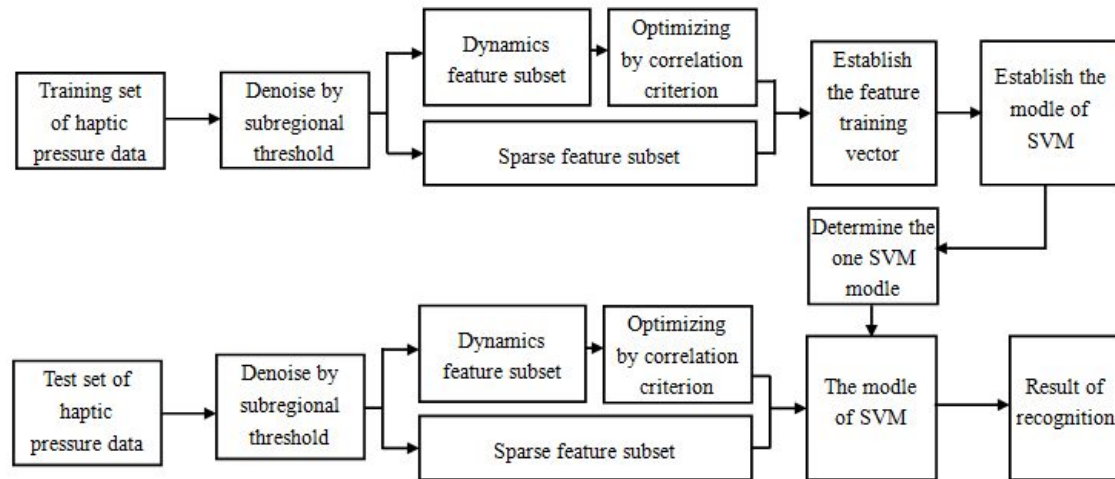 Training set
of haptic
pressure data
Denoise by
subregional
threshold
Dynamics
feature subset
Optimizing
by correlation
criterion
Sparse feature subset
Establish
the feature
training
vector
Establish the
modle of
SVM
Determine the
one SVM
modle
Test set of
haptic
pressure data
Denoise by
subregional
threshold
Dynamics
feature subset
Optimizing
by correlation
criterion
Sparse feature subset
The modle
of SVM
Result of
recognition